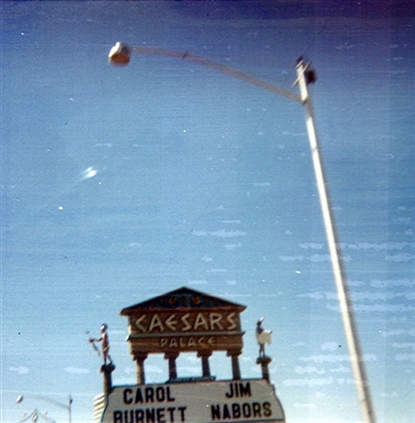 CAESARS
PALACE
CAROL JIM
BURNETT NABORS